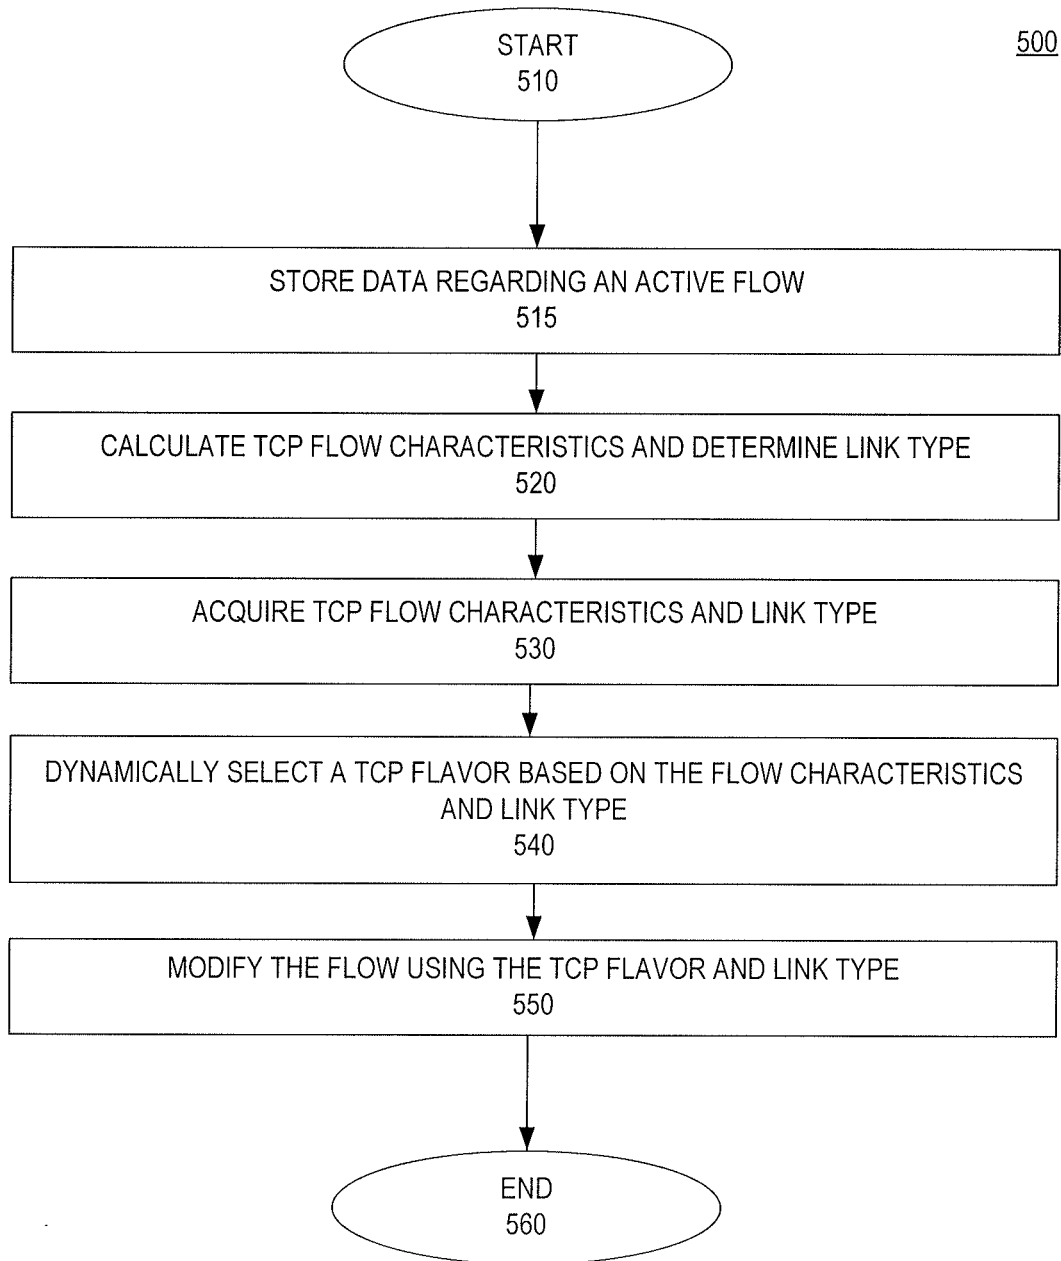 500
START
510
STORE DATA REGARDING AN ACTIVE FLOW
515
CALCULATE TCP FLOW CHARACTERISTICS AND DETERMINE LINK TYPE
520
ACQUIRE TCP FLOW CHARACTERISTICS AND LINK TYPE
530
DYNAMICALLY SELECT A TCP FLAVOR BASED ON THE FLOW CHARACTERISTICS
AND LINK TYPE
540
MODIFY THE FLOW USING THE TCP FLAVOR AND LINK TYPE
550
END
560